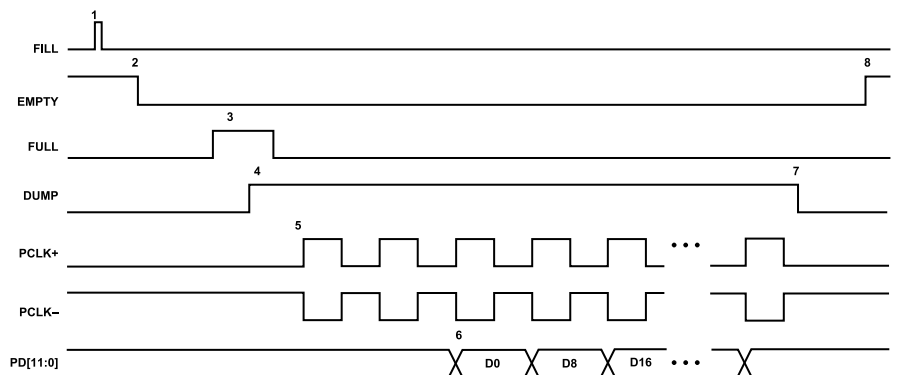 1
FILL
2
8
EMPTY
3
FULL
4
7
DUMP
5
PCLK+
• • •
PCLK–
6
PD[11:0]
D0
D8
D16
• • •